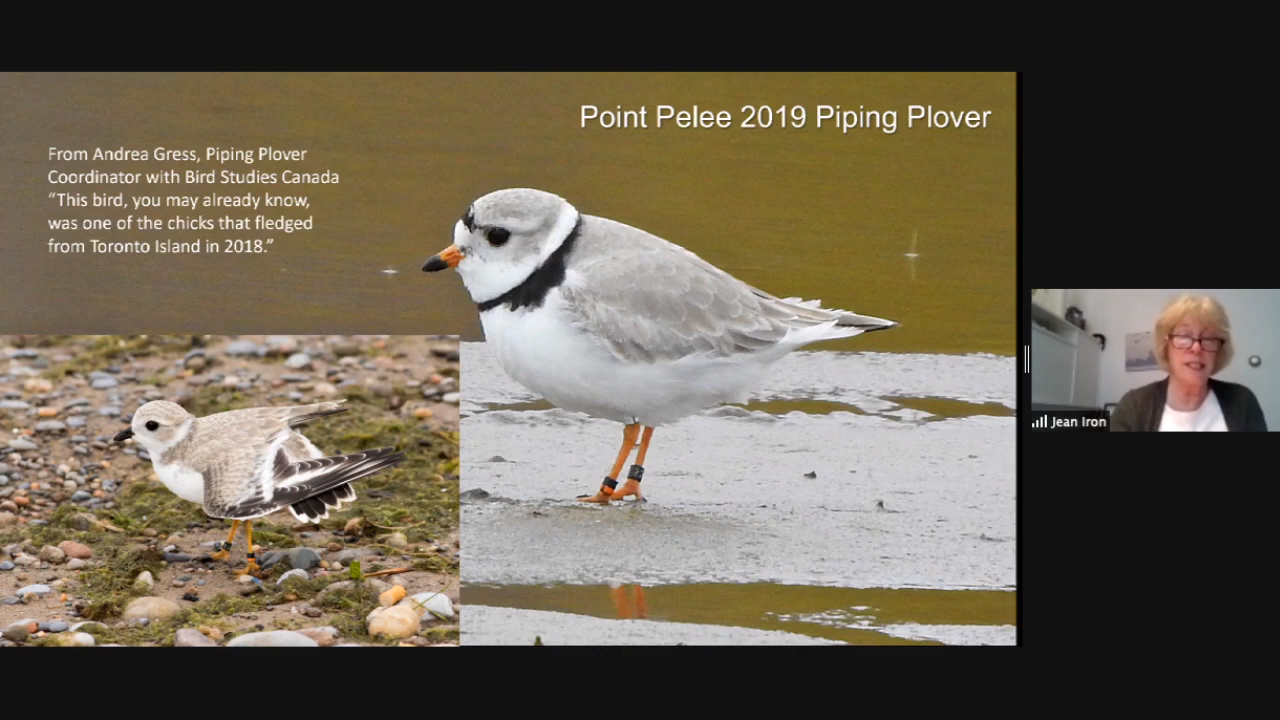 Point Pelee 2019 Piping Plover
From Andrea Gress, Piping Plover
Coordinator with Bird Studies Canada
“This bird, you may already know,
was one of the chicks that fledged
from Toronto Island in 2018.”
Jean Iron